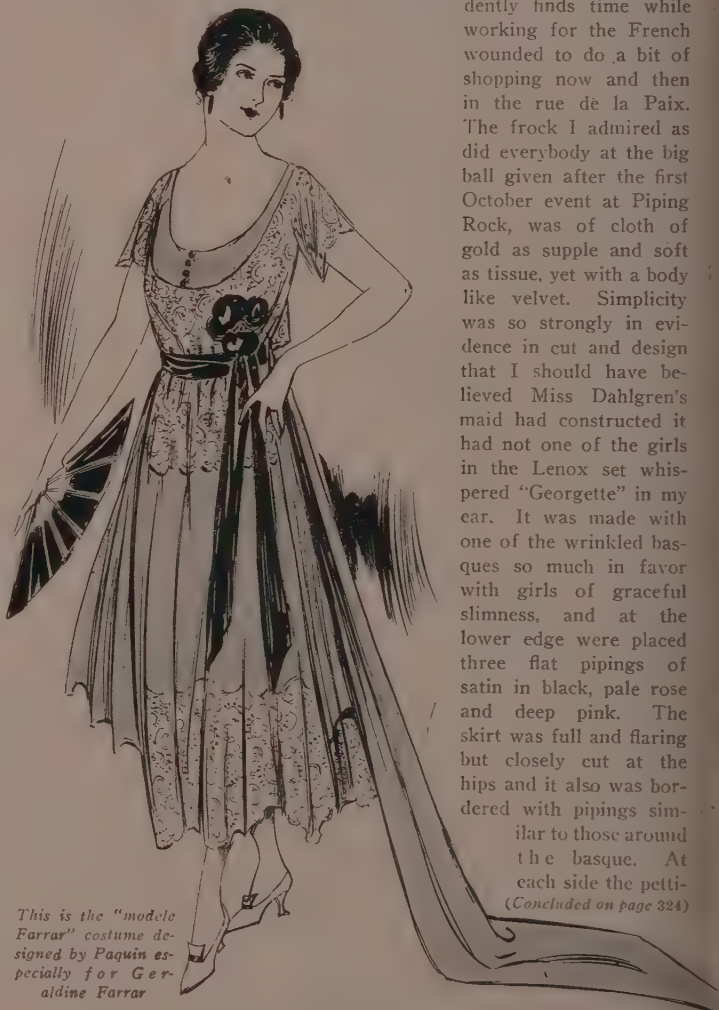 dently finds time while
working for the French
wounded to do a bit of
shopping now and then
in the rue de la Paix.
The frock I admired as
did everybody at the big
ball given after the first
October event at Piping
Rock, was of cloth of
gold as supple and soft
as tissue, yet with a body
like velvet. Simplicity
was so strongly in evi-
dence in cut and design
that I should have be-
lieved Miss Dahlgren's
maid had constructed it
had not one of the girls
in the Lenox set whis-
pered "Georgette" in my
ear. It was made with
one of the wrinkled bas-
ques so much in favor
with girls of graceful
slimness, and at the
lower edge were placed
three flat pipings of
satin in black, pale rose
and deep pink. The
skirt was full and flaring
but closely cut at the
hips and it also was bor-
dered with pipings sim-
ilar to those around
the basque. At
each side the petti-
(Concluded on page 324)
This is the "modele
Farrar" costume de-
signed by Paquin es-
pecially for Ger-
aldine Farrar